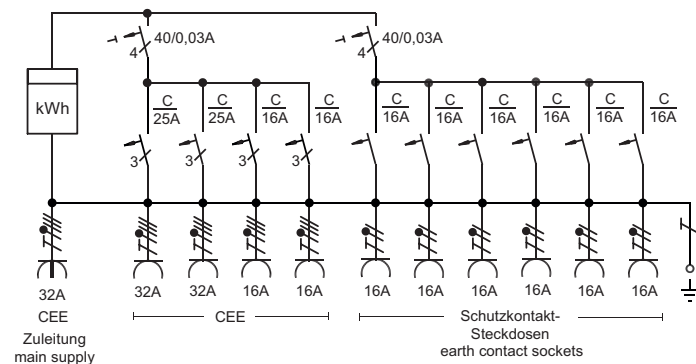 40/0,03A 40/0,03A
4 4
kWh
C C C C C C C C C C
25A 25A 16A 16A 16A 16A 16A 16A 16A 16A
3 3 3 3
32A 32A 32A 16A 16A 16A 16A 16A 16A 16A 16A
CEE CEE Schutzkontakt-
Zuleitung Steckdosen
main supply earth contact sockets